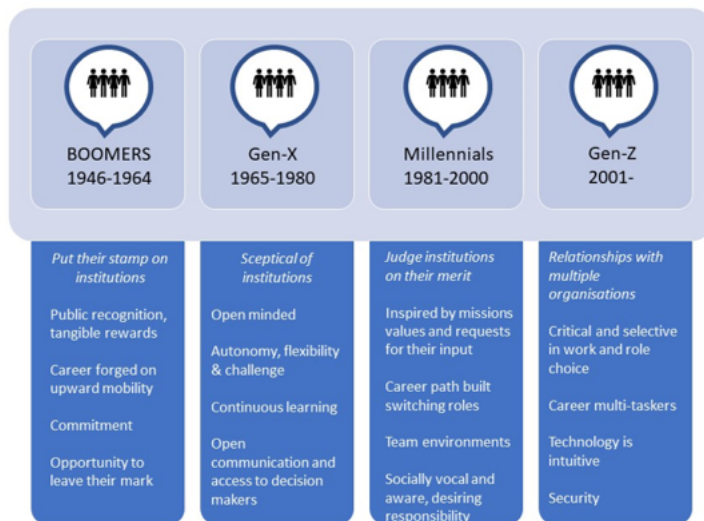 BOOMERS
1946-1964
Put their stamp on
institutions
Public recognition,
tangible rewards
Career forged on
upward mobility
Commitment
Opportunity to
leave their mark
Gen-X
1965-1980
Sceptical of
institutions
Open minded
Autonomy, flexibility
& challenge
Continuous learning
Open
communication and
access to decision
makers
Millennials
1981-2000
Judge institutions
on their merit
Inspired by missions
values and requests
for their input
Career path built
switching roles
Team environments
Socially vocal and
aware, desiring
responsibility
Gen-Z
2001-
Relationships with
multiple
organisations
Critical and selective
in work and role
choice
Career multi-taskers
Technology is
intuitive
Security